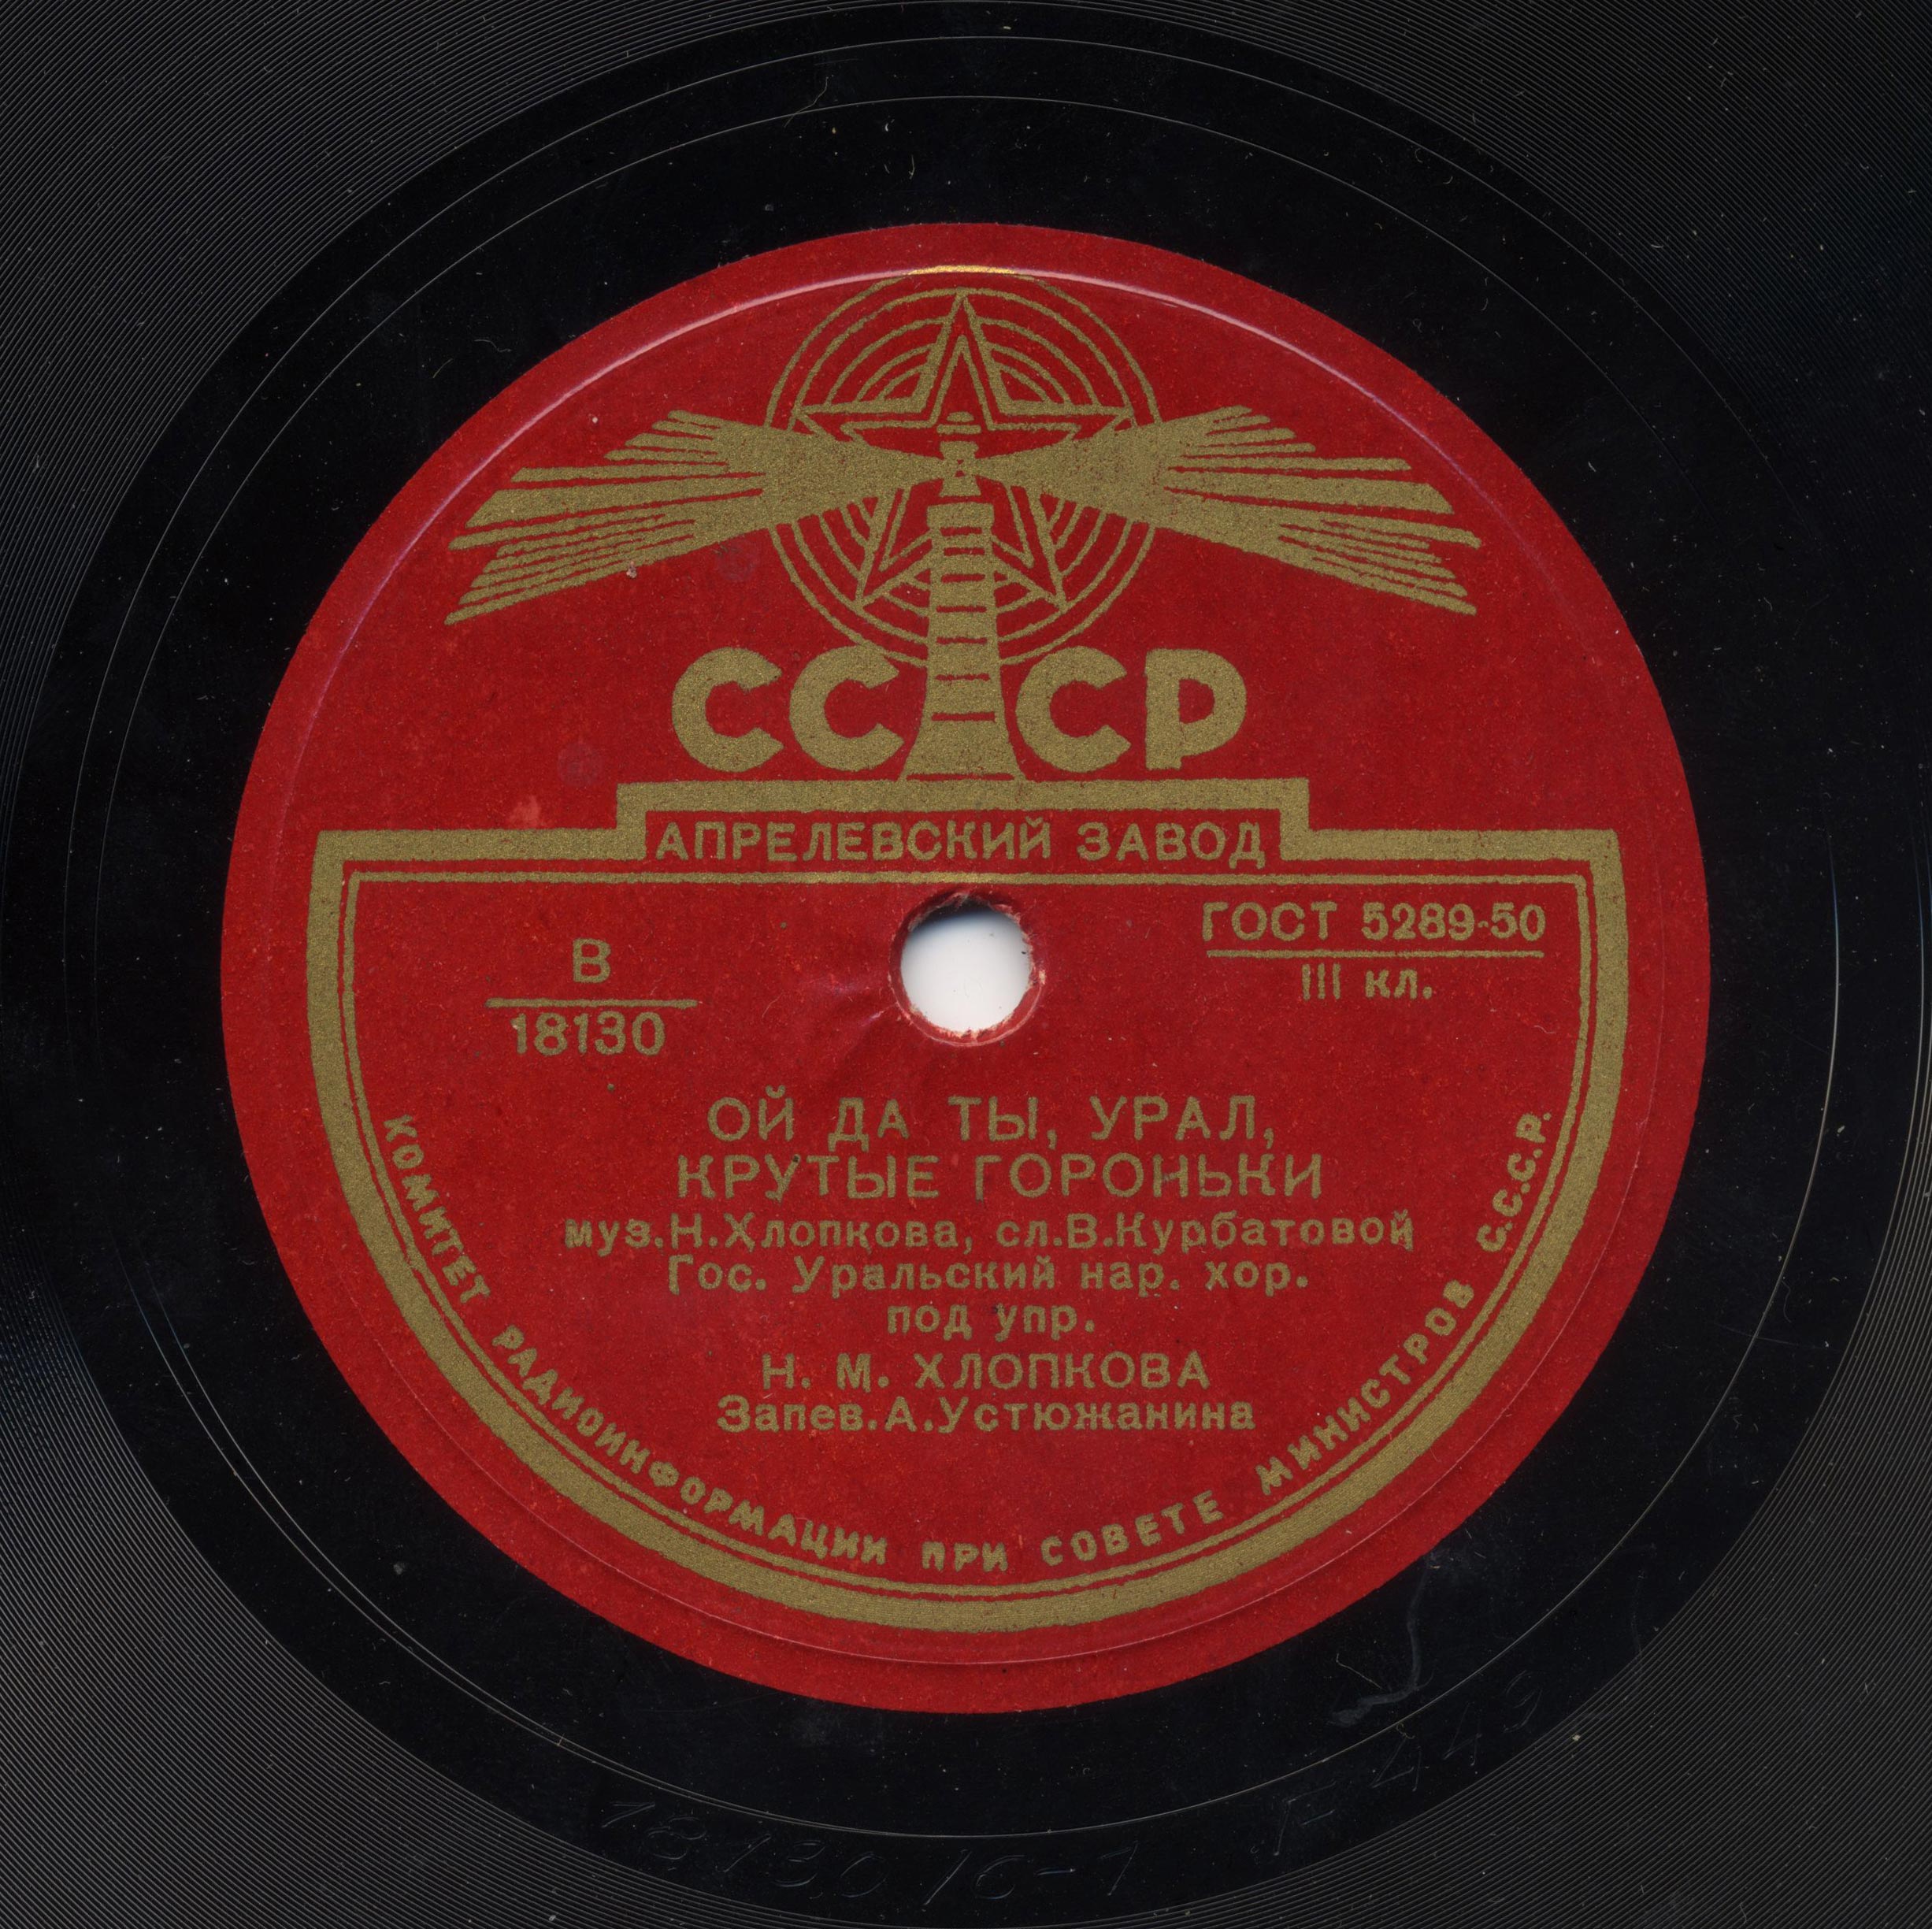 СССР
АПРЕЛЕВСКИЙ ЗАВОД
ГОСТ 5289-50
III кл.
В
18130
ОЙ ДА ТЫ, УРАЛ,
КРУТЫЕ ГОРОНЬКИ
муз.Н.Хлопкова, сл.В.Курбатовой
Гос. Уральский нар. хор.
под упр.
Н. М. ХЛОПКОВА
Запев.А.Устюжанина
КОМИТЕТ РАДИОИНФОРМАЦИИ ПРИ СОВЕТЕ МИНИСТРОВ С.С.С.Р.